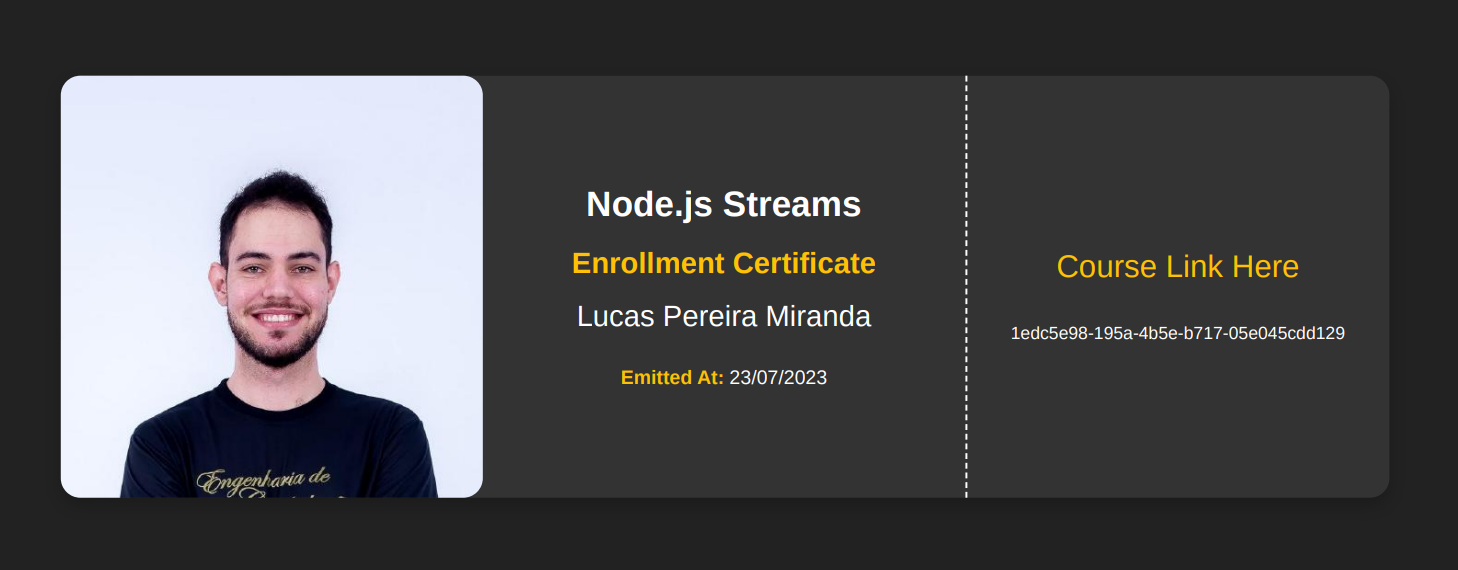 Engenharia de
Node.js Streams
Enrollment Certificate
Lucas Pereira Miranda
Emitted At: 23/07/2023
Course Link Here
1edc5e98-195a-4b5e-b717-05e045cdd129